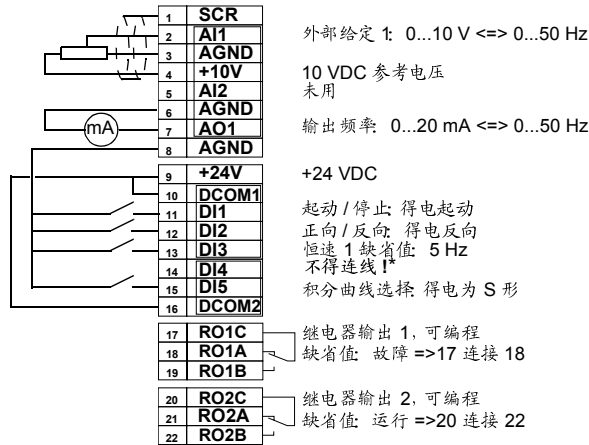 1 SCR
2 AI1 外部给定 1: 0...10 V <=> 0...50 Hz
3 AGND
4 +10V 10 VDC 参考电压
5 AI2 未用
6 AGND
mA 7 AO1 输出频率: 0...20 mA <=> 0...50 Hz
8 AGND
9 +24V +24 VDC
10 DCOM1
11 DI1 起动 / 停止: 得电起动
12 DI2 正向 / 反向: 得电反向
13 DI3 恒速 1 缺省值: 5 Hz
14 DI4 不得连线 !*
15 DI5 积分曲线选择: 得电为 S 形
16 DCOM2
17 RO1C 继电器输出 1, 可编程
18 RO1A 缺省值: 故障 =>17 连接 18
19 RO1B
20 RO2C 继电器输出 2, 可编程
21 RO2A 缺省值: 运行 =>20 连接 22
22 RO2B